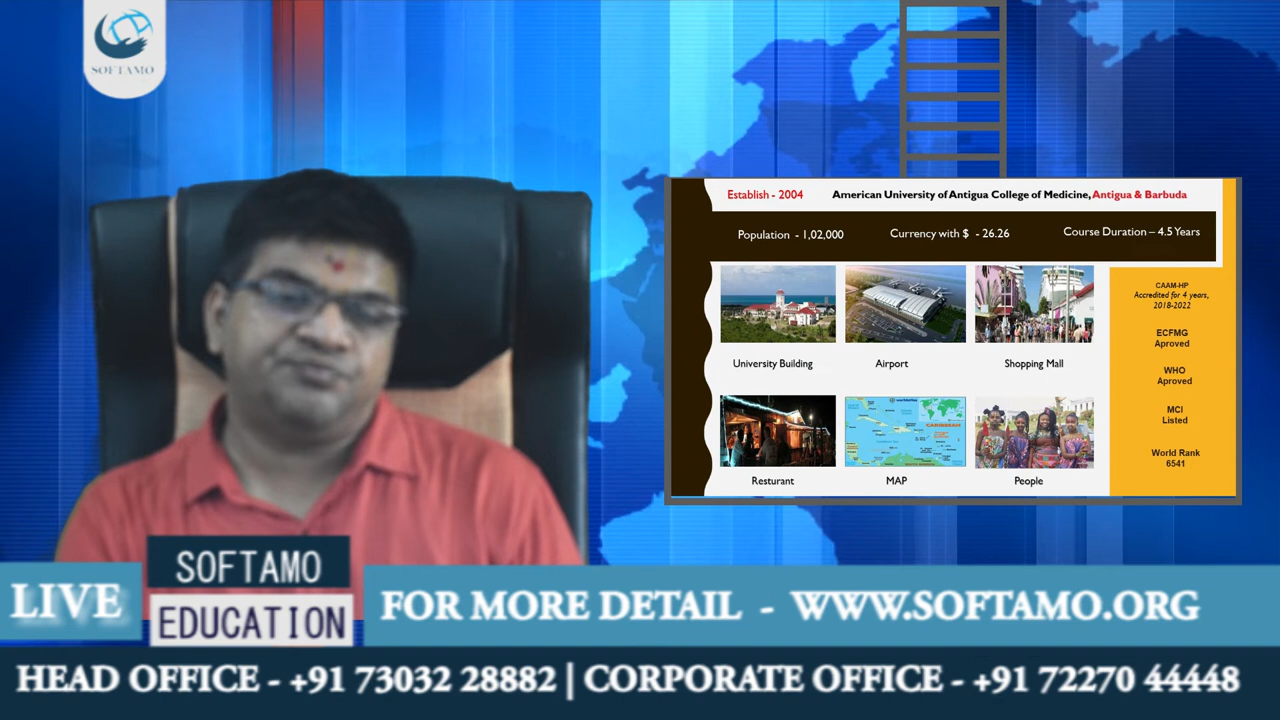 SOFTAMO
Establish - 2004
American University of Antigua College of Medicine, Antigua & Barbuda
Population - 1,02,000
Currency with $ - 26.26
Course Duration – 4.5 Years
University Building
Airport
Shopping Mall
Resturant
MAP
People
CAAM-HP
Accredited for 4 years,
2018-2022
ECFMG
Aproved
WHO
Aproved
MCI
Listed
World Rank
6541
CARIBBEAN
LIVE
SOFTAMO
EDUCATION
FOR MORE DETAIL - WWW.SOFTAMO.ORG
HEAD OFFICE - +91 73032 28882 | CORPORATE OFFICE - +91 72270 44448